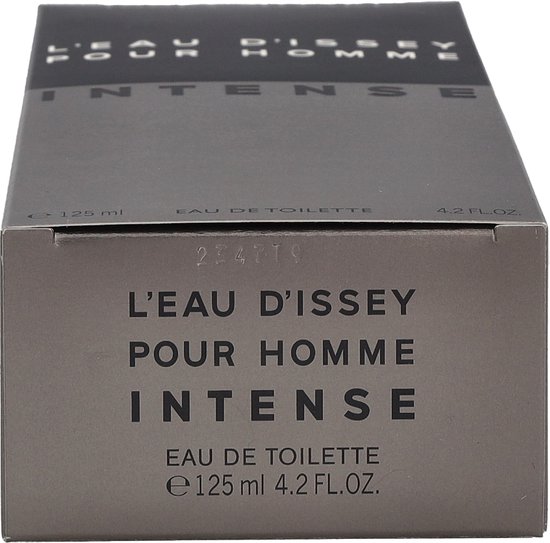 L'EAU D'ISSEY
POUR HOMME
INTENSE
℮ 125 ml EAU DE TOILETTE 4.2 FL.OZ.
L'EAU D'ISSEY
POUR HOMME
INTENSE
EAU DE TOILETTE
℮ 125 ml 4.2 FL.OZ.